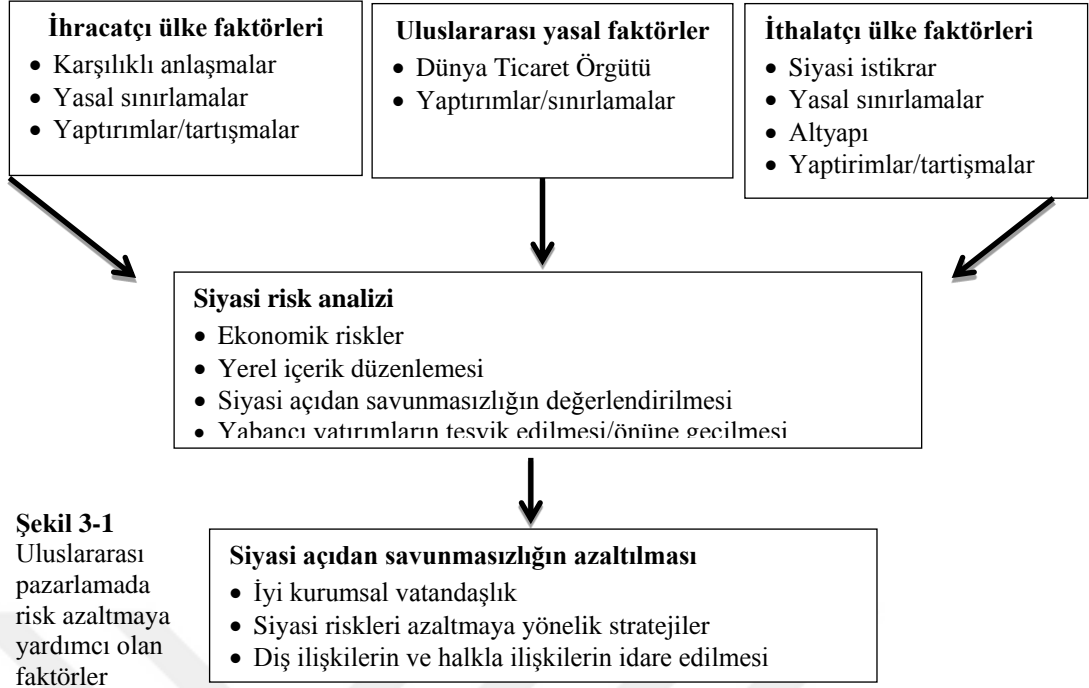 İhracatçı ülke faktörleri
• Karşılıklı anlaşmalar
• Yasal sınırlamalar
• Yaptırımlar/tartışmalar
Uluslararası yasal faktörler
• Dünya Ticaret Örgütü
• Yaptırımlar/sınırlamalar
İthalatçı ülke faktörleri
• Siyasi istikrar
• Yasal sınırlamalar
• Altyapı
• Yaptirimlar/tartişmalar
Siyasi risk analizi
• Ekonomik riskler
• Yerel içerik düzenlemesi
• Siyasi açıdan savunmasızlığın değerlendirilmesi
• Yabancı yatırımların teşvik edilmesi/önüne geçilmesi
Şekil 3-1
Uluslararası
pazarlamada
risk azaltmaya
yardımcı olan
faktörler
Siyasi açıdan savunmasızlığın azaltılması
• İyi kurumsal vatandaşlık
• Siyasi riskleri azaltmaya yönelik stratejiler
• Diş ilişkilerin ve halkla ilişkilerin idare edilmesi